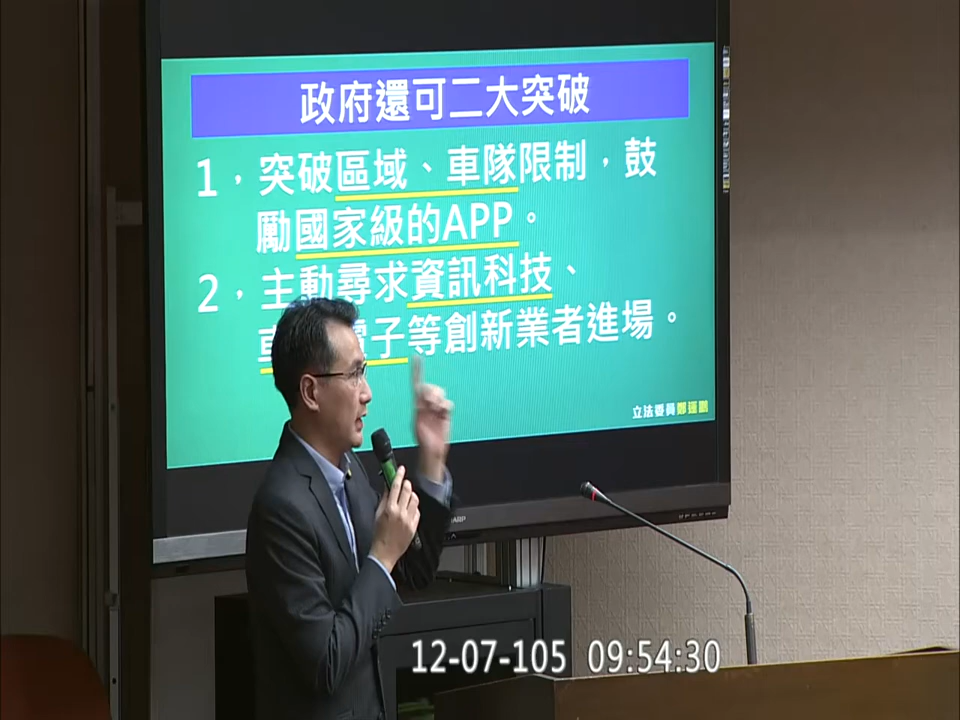 政府還可二大突破
1，突破區域、車隊限制，鼓
勵國家級的APP。
2，主動尋求資訊科技、
子等創新業者進場。
立法委員鄭運鵬
SHARP
12-07-105 09:54:30